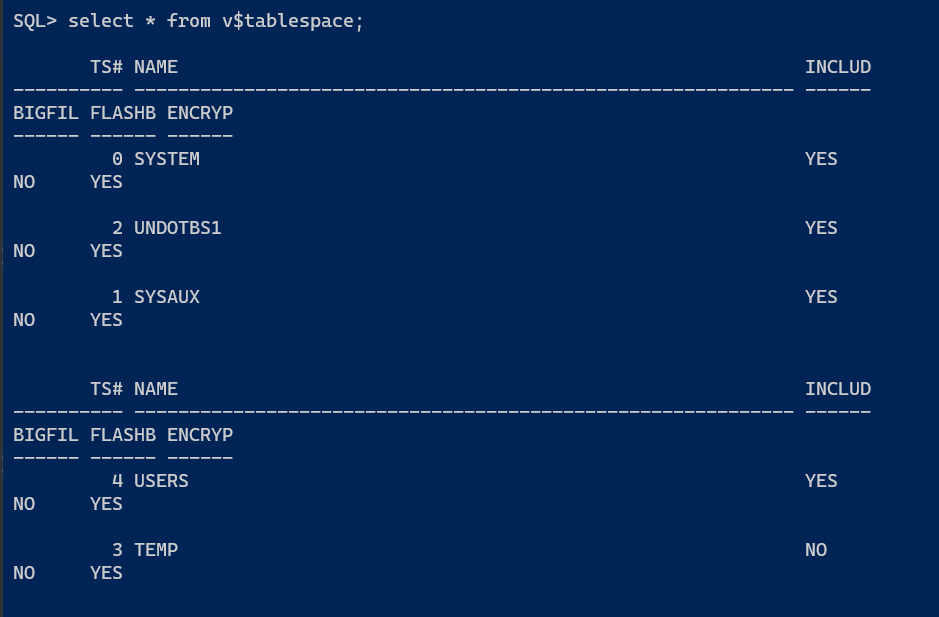 SQL> select * from v$tablespace;
       TS# NAME                                                         INCLUD
---------- ------------------------------------------------------------ ------
BIGFIL FLASHB ENCRYP
------ ------ ------
         0 SYSTEM                                                       YES
NO     YES
         2 UNDOTBS1                                                     YES
NO     YES
         1 SYSAUX                                                       YES
NO     YES
       TS# NAME                                                         INCLUD
---------- ------------------------------------------------------------ ------
BIGFIL FLASHB ENCRYP
------ ------ ------
         4 USERS                                                        YES
NO     YES
         3 TEMP                                                         NO
NO     YES